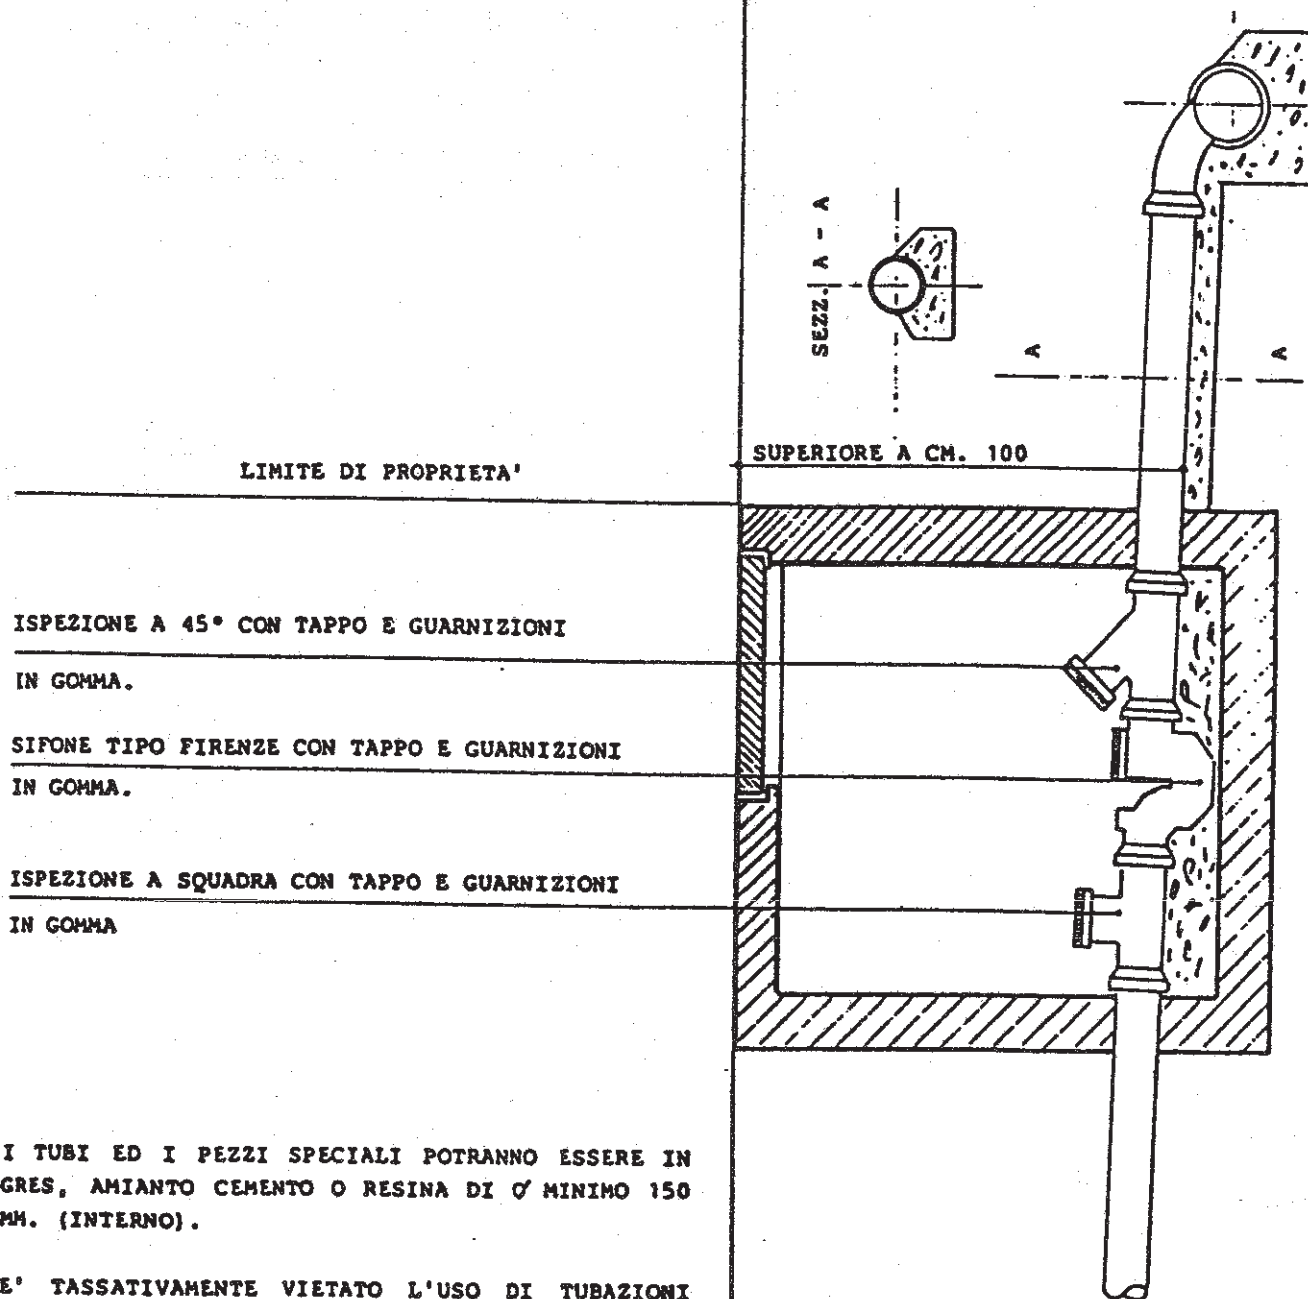 SEZZ. A - A
A
A
SUPERIORE A CM. 100
LIMITE DI PROPRIETA'
ISPEZIONE A 45° CON TAPPO E GUARNIZIONI
IN GOMMA.
SIFONE TIPO FIRENZE CON TAPPO E GUARNIZIONI
IN GOMMA.
ISPEZIONE A SQUADRA CON TAPPO E GUARNIZIONI
IN GOMMA
I TUBI ED I PEZZI SPECIALI POTRANNO ESSERE IN
GRES, AMIANTO CEMENTO O RESINA DI Ø MINIMO 150
MM. (INTERNO).
E' TASSATIVAMENTE VIETATO L'USO DI TUBAZIONI